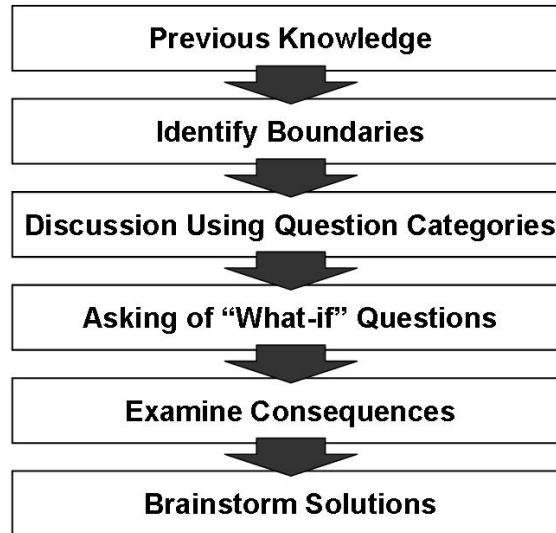 Previous Knowledge
Identify Boundaries
Discussion Using Question Categories
Asking of “What-if” Questions
Examine Consequences
Brainstorm Solutions